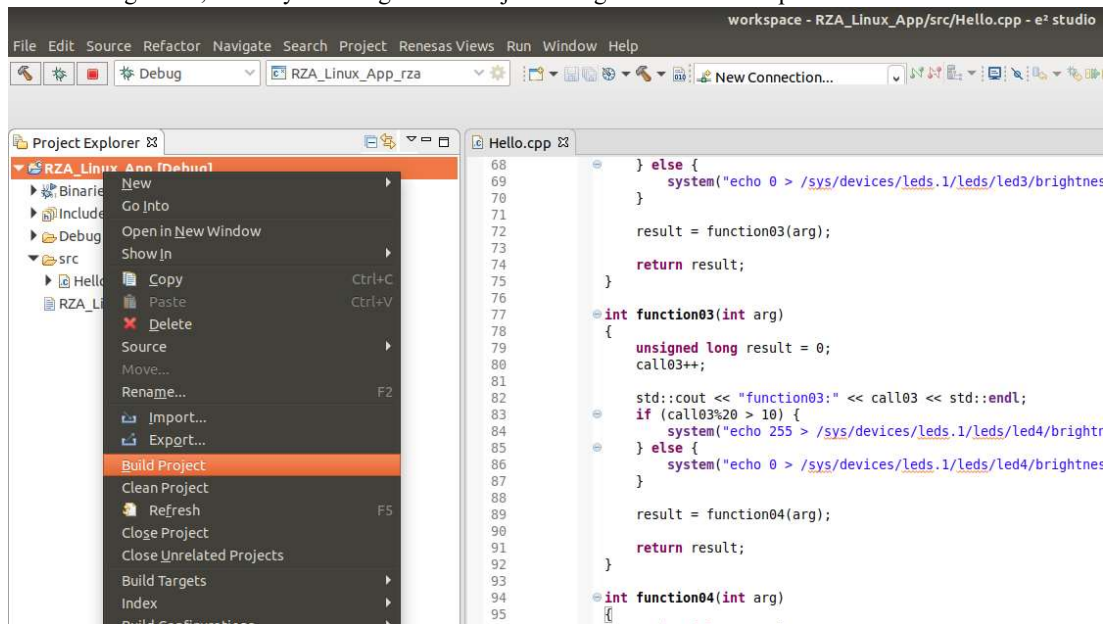 workspace - RZA_Linux_App/src/Hello.cpp - e² studio
File Edit Source Refactor Navigate Search Project Renesas Views Run Window Help
Debug RZA_Linux_App_rza New Connection...
Project Explorer
RZA_Linux_App [Debug]
Binarie
Include
Debug
src
Hello
RZA_Li
New
Go Into
Open in New Window
Show In
Copy Ctrl+C
Paste Ctrl+V
Delete
Source
Move...
Rename... F2
Import...
Export...
Build Project
Clean Project
Refresh F5
Close Project
Close Unrelated Projects
Build Targets
Index
Build Configurations
Hello.cpp
68 } else {
69 system("echo 0 > /sys/devices/leds.1/leds/led3/brightnes
70 }
71
72 result = function03(arg);
73
74 return result;
75 }
76
77 int function03(int arg)
78 {
79 unsigned long result = 0;
80 call03++;
81
82 std::cout << "function03:" << call03 << std::endl;
83 if (call03%20 > 10) {
84 system("echo 255 > /sys/devices/leds.1/leds/led4/brightn
85 } else {
86 system("echo 0 > /sys/devices/leds.1/leds/led4/brightnes
87 }
88
89 result = function04(arg);
90
91 return result;
92 }
93
94 int function04(int arg)
95 {